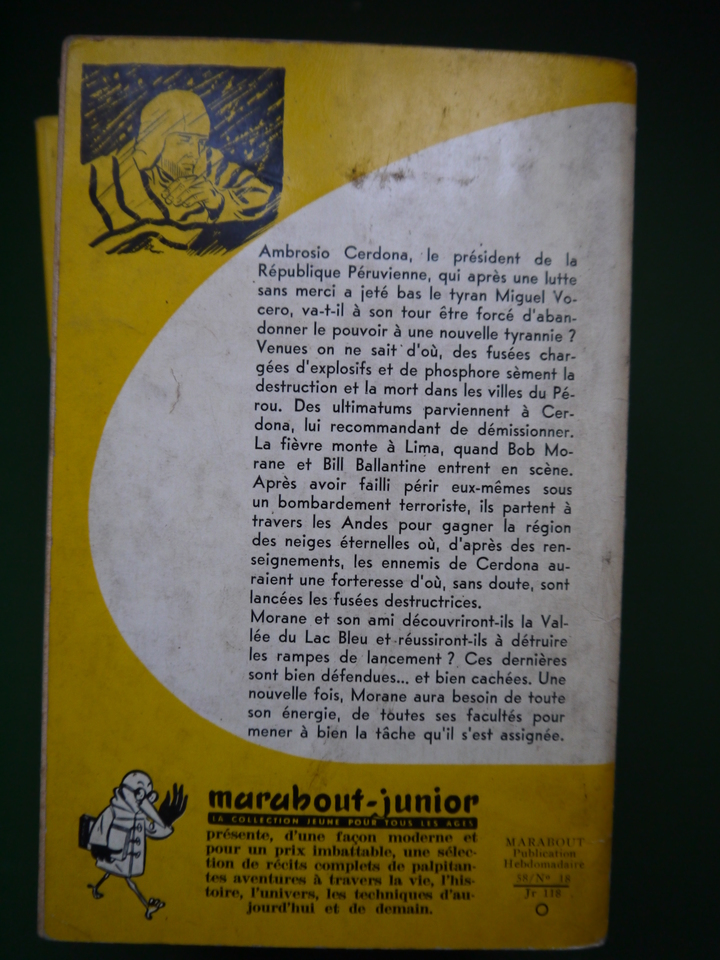 Ambrosio Cerdona, le président de la
République Péruvienne, qui après une lutte
sans merci a jeté bas le tyran Miguel Vo-
cero, va-t-il à son tour être forcé d'aban-
donner le pouvoir à une nouvelle tyrannie ?
Venues on ne sait d'où, des fusées char-
gées d'explosifs et de phosphore sèment la
destruction et la mort dans les villes du Pé-
rou. Des ultimatums parviennent à Cer-
dona, lui recommandant de démissionner.
La fièvre monte à Lima, quand Bob Mo-
rane et Bill Ballantine entrent en scène.
Après avoir failli périr eux-mêmes sous
un bombardement terroriste, ils partent à
travers les Andes pour gagner la région
des neiges éternelles où, d'après des ren-
seignements, les ennemis de Cerdona au-
raient une forteresse d'où, sans doute, sont
lancées les fusées destructrices.
Morane et son ami découvriront-ils la Val-
lée du Lac Bleu et réussiront-ils à détruire
les rampes de lancement ? Ces dernières
sont bien défendues... et bien cachées. Une
nouvelle fois, Morane aura besoin de toute
son énergie, de toutes ses facultés pour
mener à bien la tâche qu'il s'est assignée.
marabout-junior
LA COLLECTION JEUNE POUR TOUS LES AGES
présente, d'une façon moderne et
pour un prix imbattable, une sélec-
tion de récits complets de palpitan-
tes aventures à travers la vie, l'his-
toire, l'univers, les techniques d'au-
jourd'hui et de demain.
MARABOUT
Publication
Hebdomadaire
58/N° 18
Jr 118